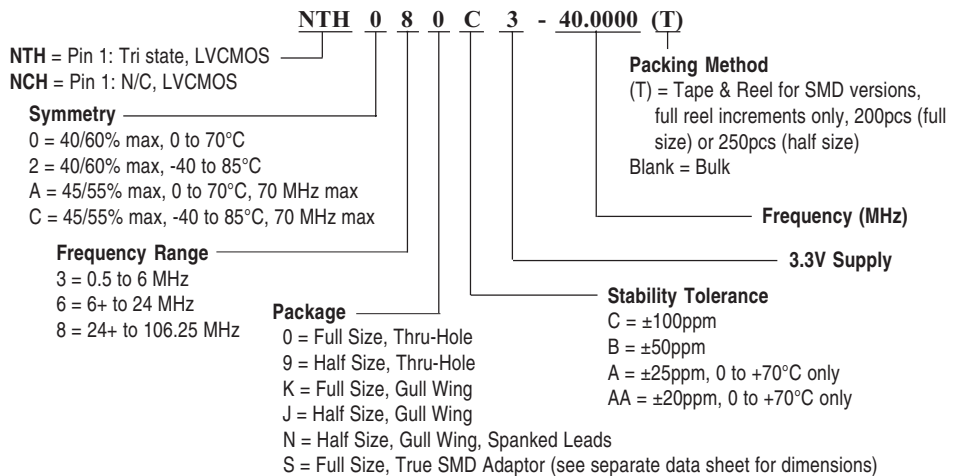 NTH 0 8 0 C 3 - 40.0000 (T)
NTH = Pin 1: Tri state, LVCMOS
NCH = Pin 1: N/C, LVCMOS
Symmetry
0 = 40/60% max, 0 to 70°C
2 = 40/60% max, -40 to 85°C
A = 45/55% max, 0 to 70°C, 70 MHz max
C = 45/55% max, -40 to 85°C, 70 MHz max
Frequency Range
3 = 0.5 to 6 MHz
6 = 6+ to 24 MHz
8 = 24+ to 106.25 MHz
Package
0 = Full Size, Thru-Hole
9 = Half Size, Thru-Hole
K = Full Size, Gull Wing
J = Half Size, Gull Wing
N = Half Size, Gull Wing, Spanked Leads
S = Full Size, True SMD Adaptor (see separate data sheet for dimensions)
Packing Method
(T) = Tape & Reel for SMD versions,
full reel increments only, 200pcs (full
size) or 250pcs (half size)
Blank = Bulk
Frequency (MHz)
3.3V Supply
Stability Tolerance
C = ±100ppm
B = ±50ppm
A = ±25ppm, 0 to +70°C only
AA = ±20ppm, 0 to +70°C only